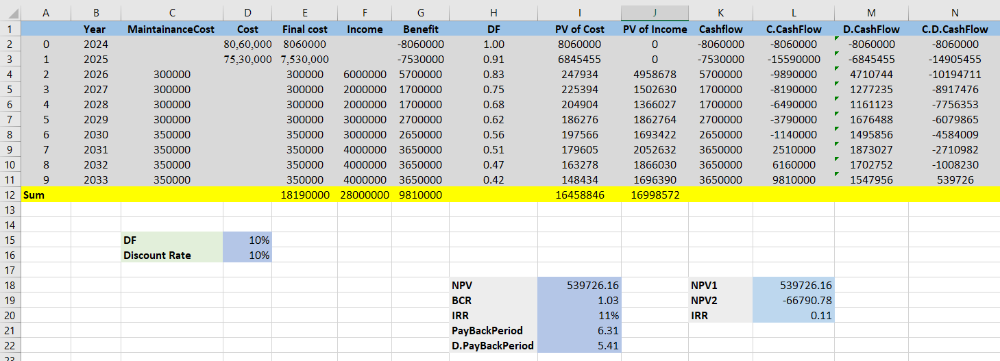 A B C D E F G H I J K L M N
1 Year MaintainanceCost Cost Final cost Income Benefit DF PV of Cost PV of Income Cashflow C.CashFlow D.CashFlow C.D.CashFlow
2 0 2024 80,60,000 8060000 -8060000 1.00 8060000 0 -8060000 -8060000 -8060000 -8060000
3 1 2025 75,30,000 7,530,000 -7530000 0.91 6845455 0 -7530000 -15590000 -6845455 -14905455
4 2 2026 300000 300000 6000000 5700000 0.83 247934 4958678 5700000 -9890000 4710744 -10194711
5 3 2027 300000 300000 2000000 1700000 0.75 225394 1502630 1700000 -8190000 1277235 -8917476
6 4 2028 300000 300000 2000000 1700000 0.68 204904 1366027 1700000 -6490000 1161123 -7756353
7 5 2029 300000 300000 3000000 2700000 0.62 186276 1862764 2700000 -3790000 1676488 -6079865
8 6 2030 350000 350000 3000000 2650000 0.56 197566 1693422 2650000 -1140000 1495856 -4584009
9 7 2031 350000 350000 4000000 3650000 0.51 179605 2052632 3650000 2510000 1873027 -2710982
10 8 2032 350000 350000 4000000 3650000 0.47 163278 1866030 3650000 6160000 1702752 -1008230
11 9 2033 350000 350000 4000000 3650000 0.42 148434 1696390 3650000 9810000 1547956 539726
12 Sum 18190000 28000000 9810000 16458846 16998572
13
14
15 DF 10%
16 Discount Rate 10%
17
18 NPV 539726.16 NPV1 539726.16
19 BCR 1.03 NPV2 -66790.78
20 IRR 11% IRR 0.11
21 PayBackPeriod 6.31
22 D.PayBackPeriod 5.41
23